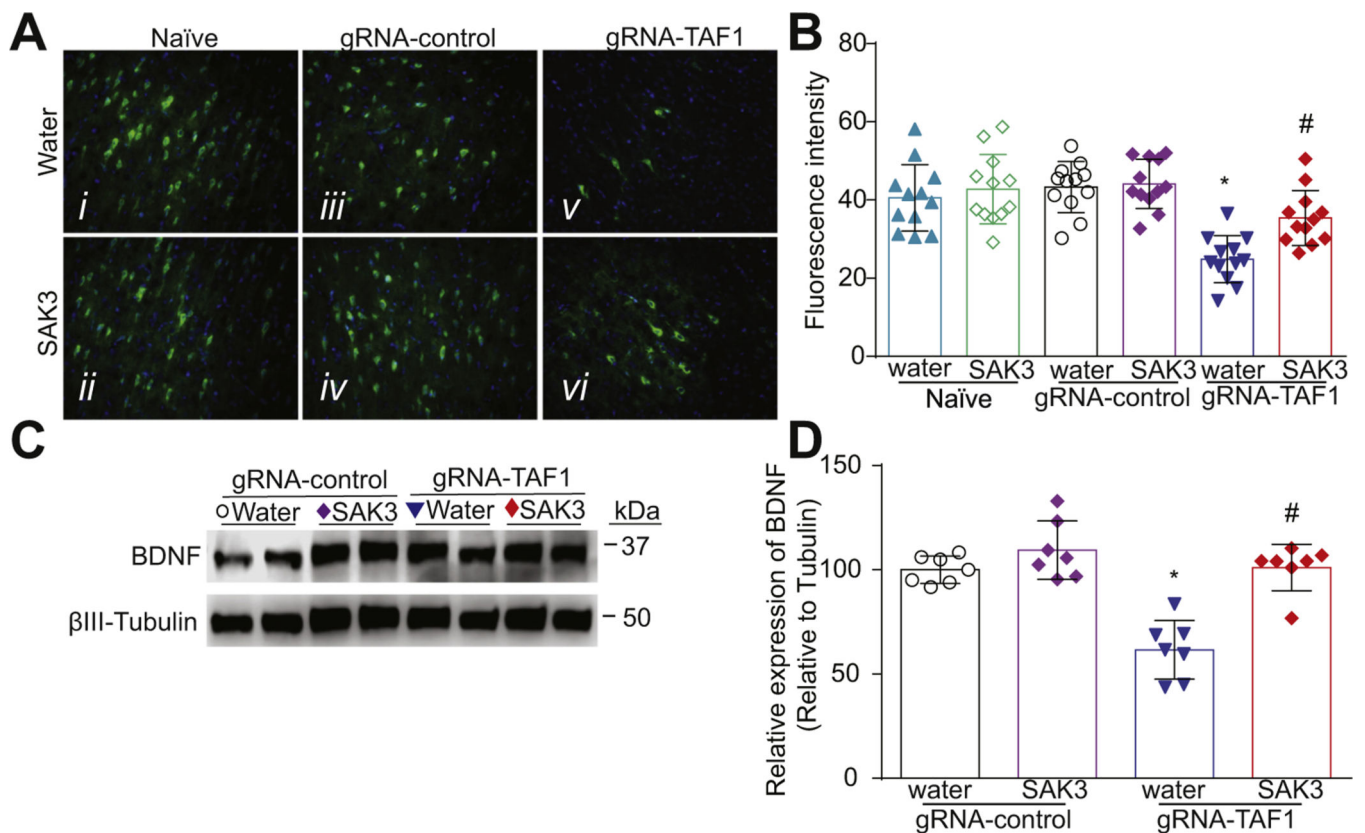 A
Naïve
gRNA-control
gRNA-TAF1
Water
i
iii
v
SAK3
ii
iv
vi
B
Fluorescence intensity
80
60
40
20
0
*
#
water SAK3 water SAK3 water SAK3
Naïve gRNA-control gRNA-TAF1
C
gRNA-control gRNA-TAF1
Water SAK3 Water SAK3 kDa
BDNF
37
βIII-Tubulin
50
D
Relative expression of BDNF
(Relative to Tubulin)
150
100
50
0
*
#
water SAK3 water SAK3
gRNA-control gRNA-TAF1